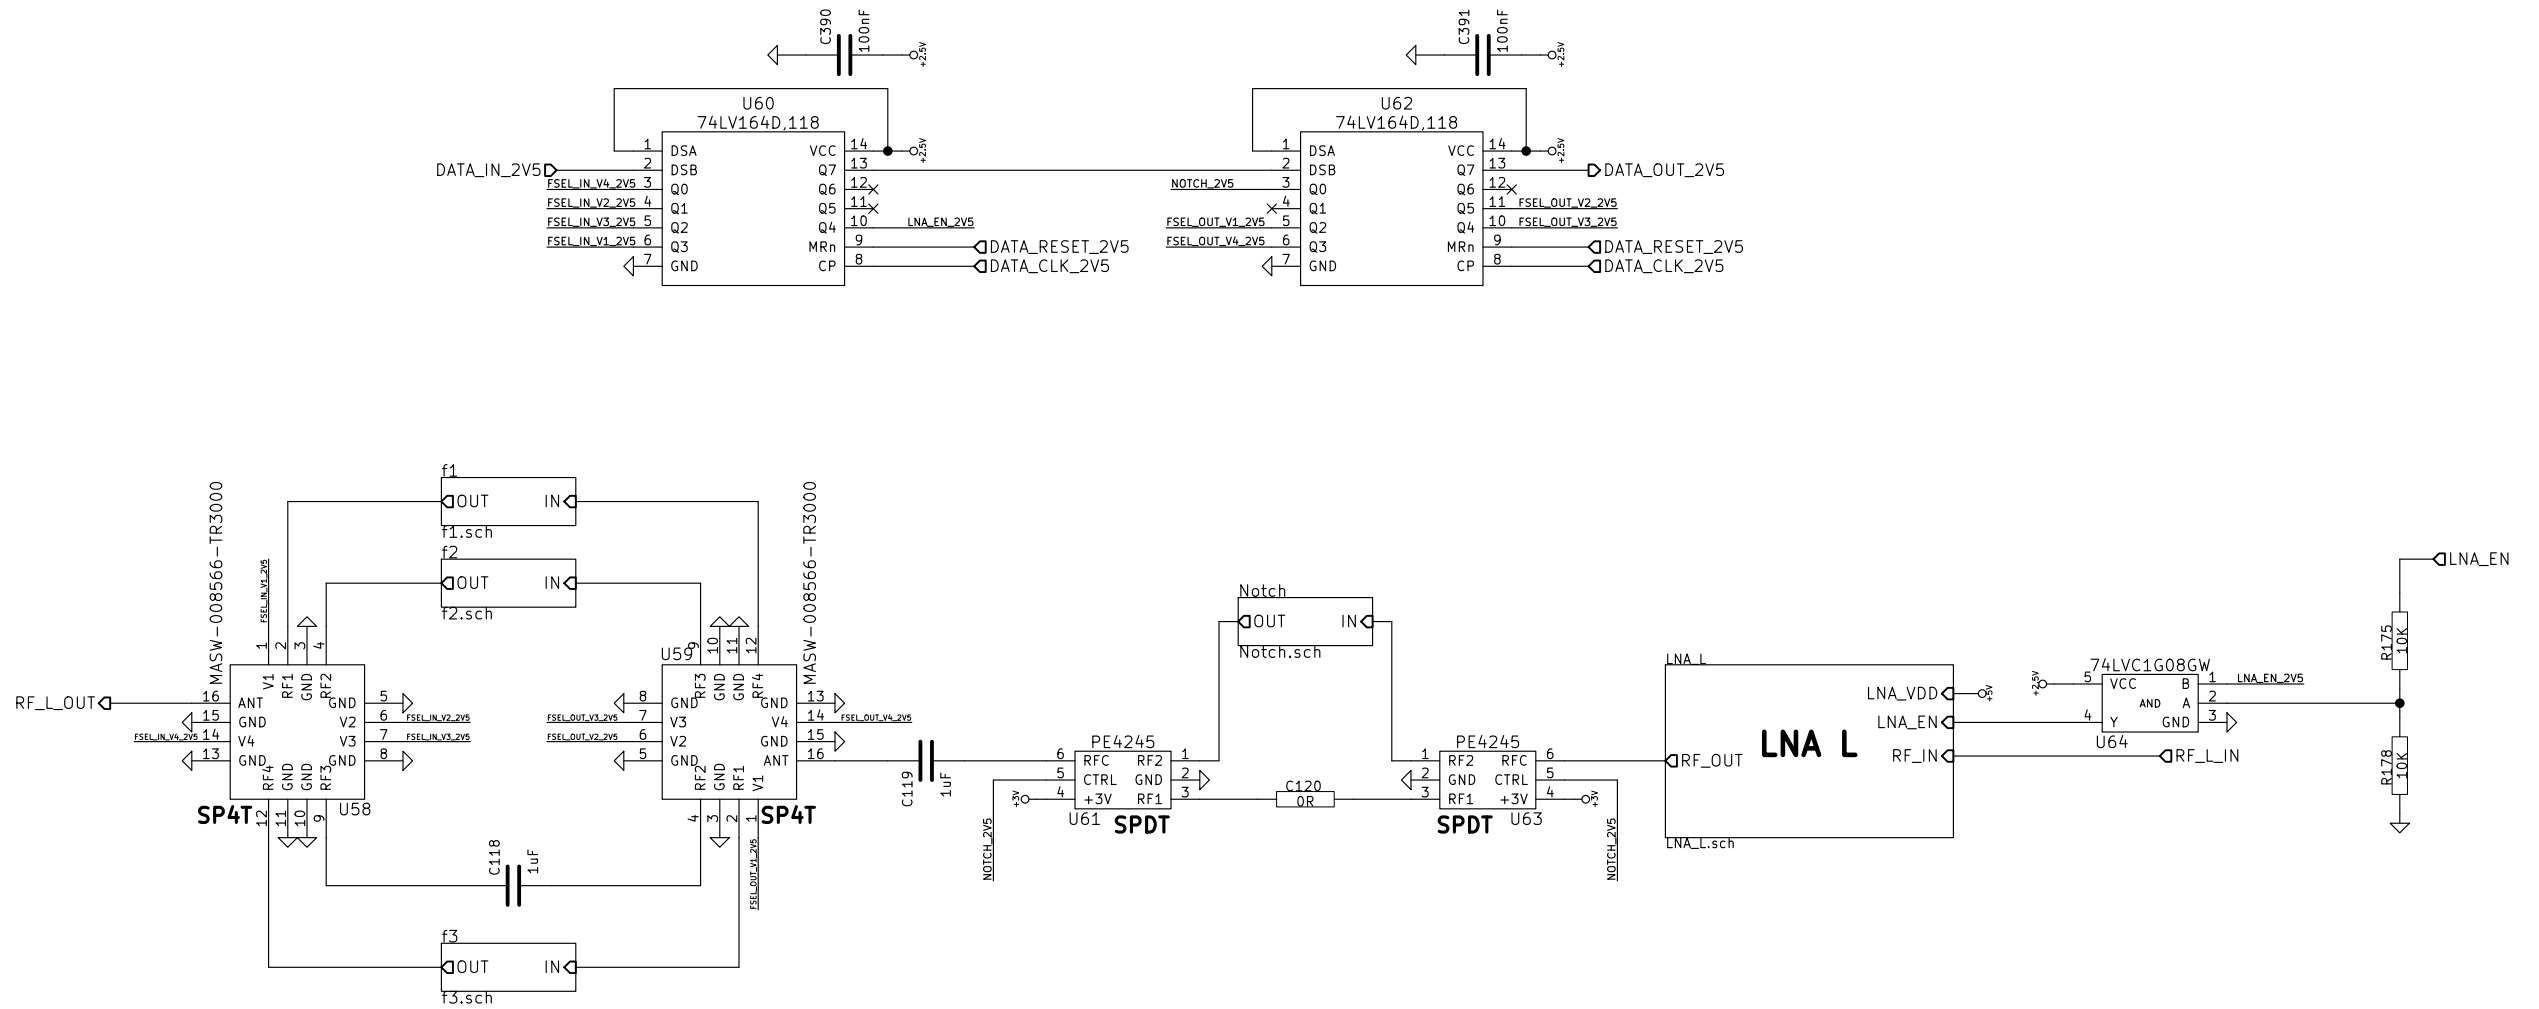 C390
100nF
+2.5V
C391
100nF
+2.5V
U60
74LV164D,118
U62
74LV164D,118
1 DSA VCC 14 +2.5V
DATA_IN_2V5 2 DSB Q7 13
FSEL_IN_V4_2V5 3 Q0 Q6 12
FSEL_IN_V2_2V5 4 Q1 Q5 11
FSEL_IN_V3_2V5 5 Q2 Q4 10 LNA_EN_2V5
FSEL_IN_V1_2V5 6 Q3 MRn 9 DATA_RESET_2V5
7 GND CP 8 DATA_CLK_2V5
1 DSA VCC 14 +2.5V
2 DSB Q7 13 DATA_OUT_2V5
NOTCH_2V5 3 Q0 Q6 12
4 Q1 Q5 11 FSEL_OUT_V2_2V5
FSEL_OUT_V1_2V5 5 Q2 Q4 10 FSEL_OUT_V3_2V5
FSEL_OUT_V4_2V5 6 Q3 MRn 9 DATA_RESET_2V5
7 GND CP 8 DATA_CLK_2V5
f1
OUT IN
f1.sch
f2
OUT IN
f2.sch
MASW-008566-TR3000
FSEL_IN_V1_2V5
1 2 3 4
V1 RF1 GND RF2
RF_L_OUT 16 ANT GND 5
15 GND V2 6 FSEL_IN_V2_2V5
FSEL_IN_V4_2V5 14 V4 V3 7 FSEL_IN_V3_2V5
13 GND GND 8
RF4 GND GND RF3
12 11 10 9
U58
SP4T
MASW-008566-TR3000
U59
9 10 11 12
RF3 GND GND RF4
8 GND GND 13
FSEL_OUT_V3_2V5 7 V3 V4 14 FSEL_OUT_V4_2V5
FSEL_OUT_V2_2V5 6 V2 GND 15
5 GND ANT 16
RF2 GND RF1 V1
4 3 2 1
SP4T
FSEL_OUT_V1_2V5
C118
1uF
f3
OUT IN
f3.sch
C119
1uF
PE4245
6 RFC RF2 1
5 CTRL GND 2
+3V 4 +3V RF1 3
U61
SPDT
NOTCH_2V5
Notch
OUT IN
Notch.sch
C120
0R
PE4245
1 RF2 RFC 6
2 GND CTRL 5
3 RF1 +3V 4 +3V
SPDT
U63
NOTCH_2V5
LNA_L
LNA_VDD +5V
LNA_EN
RF_IN RF_L_IN
RF_OUT
LNA L
LNA_L.sch
74LVC1G08GW
+2.5V 5 VCC B 1 LNA_EN_2V5
AND A 2
4 Y GND 3
U64
LNA_EN
R175
10K
R178
10K